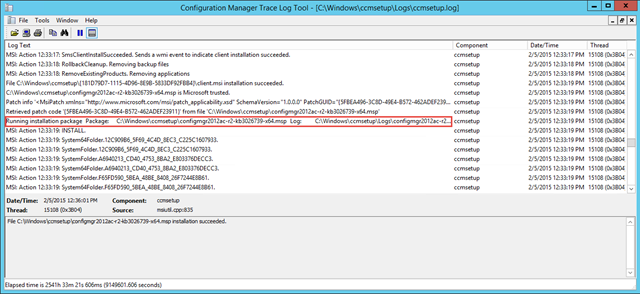 Configuration Manager Trace Log Tool - [C:\Windows\ccmsetup\Logs\ccmsetup.log]
File Tools Window Help
Log Text Component Date/Time Thread
MSI: Action 12:33:17: SmsClientInstallSucceeded. Sends a wmi event to indicate client installation succeeded. ccmsetup 2/5/2015 12:33:17 PM 15108 (0x3B04
MSI: Action 12:33:18: RollbackCleanup. Removing backup files ccmsetup 2/5/2015 12:33:18 PM 15108 (0x3B04
MSI: Action 12:33:18: RemoveExistingProducts. Removing applications ccmsetup 2/5/2015 12:33:18 PM 15108 (0x3B04
File C:\Windows\ccmsetup\{181D79D7-1115-4D96-8E9B-5833DF92FBB4}\client.msi installation succeeded. ccmsetup 2/5/2015 12:33:19 PM 15108 (0x3B04
C:\Windows\ccmsetup\configmgr2012ac-r2-kb3026739-x64.msp is Microsoft trusted. ccmsetup 2/5/2015 12:33:19 PM 15108 (0x3B04
Patch info '<MsiPatch xmlns="http://www.microsoft.com/msi/patch_applicability.xsd" SchemaVersion="1.0.0.0" PatchGUID="{5FBEA496-3C8D-49E4-B572-462ADEF239... ccmsetup 2/5/2015 12:33:19 PM 15108 (0x3B04
Retrieved patch code '{5FBEA496-3C8D-49E4-B572-462ADEF23911}' from file 'C:\Windows\ccmsetup\configmgr2012ac-r2-kb3026739-x64.msp' ccmsetup 2/5/2015 12:33:19 PM 15108 (0x3B04
Running installation package Package: C:\Windows\ccmsetup\configmgr2012ac-r2-kb3026739-x64.msp Log: C:\Windows\ccmsetup\Logs\configmgr2012ac-r2... ccmsetup 2/5/2015 12:33:19 PM 15108 (0x3B04
MSI: Action 12:33:19: INSTALL. ccmsetup 2/5/2015 12:33:19 PM 15108 (0x3B04
MSI: Action 12:33:19: System64Folder.12C909B6_5F69_4C4D_8EC3_C225C1607933. ccmsetup 2/5/2015 12:33:19 PM 15108 (0x3B04
MSI: Action 12:33:19: SystemFolder.12C909B6_5F69_4C4D_8EC3_C225C1607933. ccmsetup 2/5/2015 12:33:19 PM 15108 (0x3B04
MSI: Action 12:33:19: System64Folder.A6940213_CD40_4753_8BA2_E803376DECC3. ccmsetup 2/5/2015 12:33:19 PM 15108 (0x3B04
MSI: Action 12:33:19: SystemFolder.A6940213_CD40_4753_8BA2_E803376DECC3. ccmsetup 2/5/2015 12:33:19 PM 15108 (0x3B04
MSI: Action 12:33:19: System64Folder.F65FD590_5BEA_48BE_8408_26F7244E8B61. ccmsetup 2/5/2015 12:33:19 PM 15108 (0x3B04
MSI: Action 12:33:19: SystemFolder.F65FD590_5BEA_48BE_8408_26F7244E8B61. ccmsetup 2/5/2015 12:33:19 PM 15108 (0x3B04
Date/Time: 2/5/2015 12:36:01 PM Component: ccmsetup
Thread: 15108 (0x3B04) Source: msiutil.cpp:835
File C:\Windows\ccmsetup\configmgr2012ac-r2-kb3026739-x64.msp installation succeeded.
Elapsed time is 2541h 33m 21s 606ms (9149601.606 seconds)